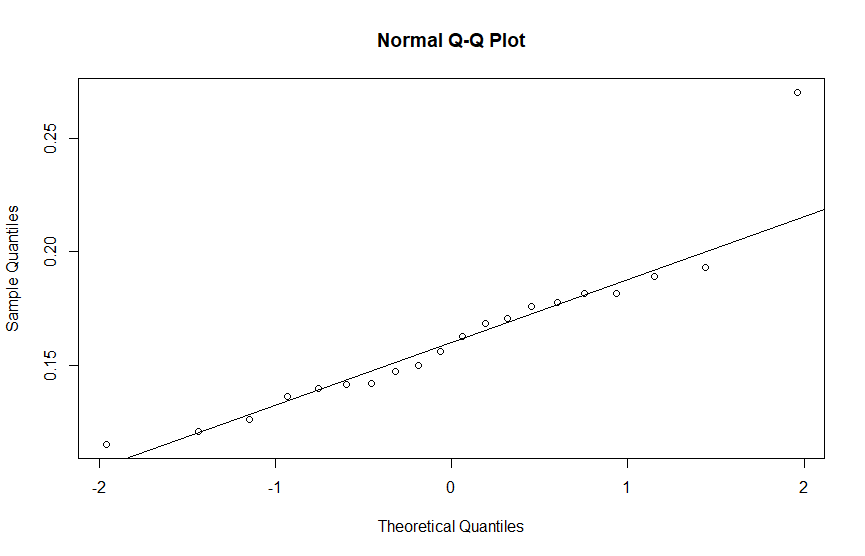 Normal Q-Q Plot
Sample Quantiles
0.25
0.20
0.15
-2 -1 0 1 2
Theoretical Quantiles